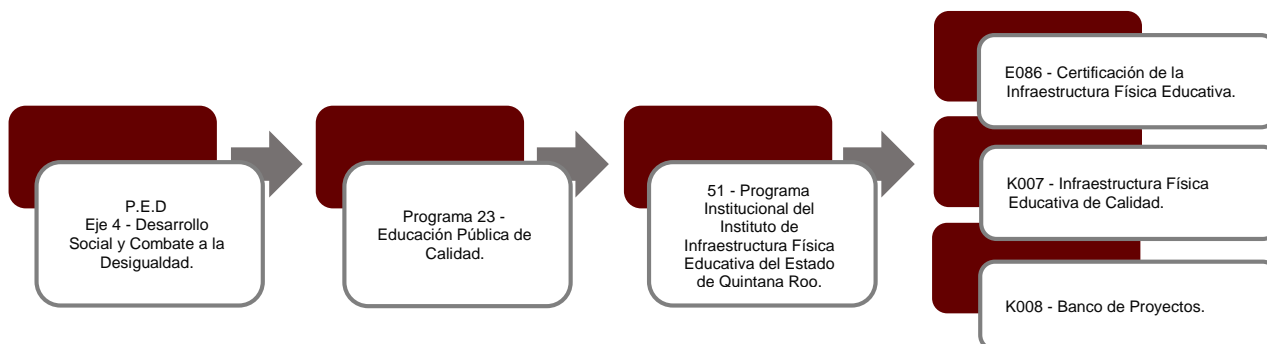 P.E.D
Eje 4 - Desarrollo
Social y Combate a la
Desigualdad.
Programa 23 -
Educación Pública de
Calidad.
51 - Programa
Institucional del
Instituto de
Infraestructura Física
Educativa del Estado
de Quintana Roo.
E086 - Certificación de la
Infraestructura Física Educativa.
K007 - Infraestructura Física
Educativa de Calidad.
K008 - Banco de Proyectos.